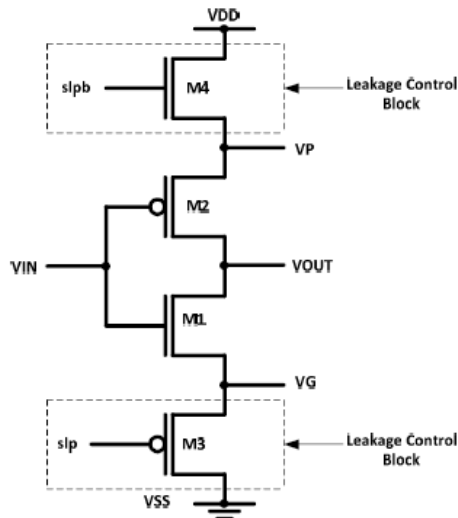 VDD
slpb
M4
Leakage Control
Block
VP
M2
VIN
VOUT
M1
VG
slp
M3
Leakage Control
Block
VSS